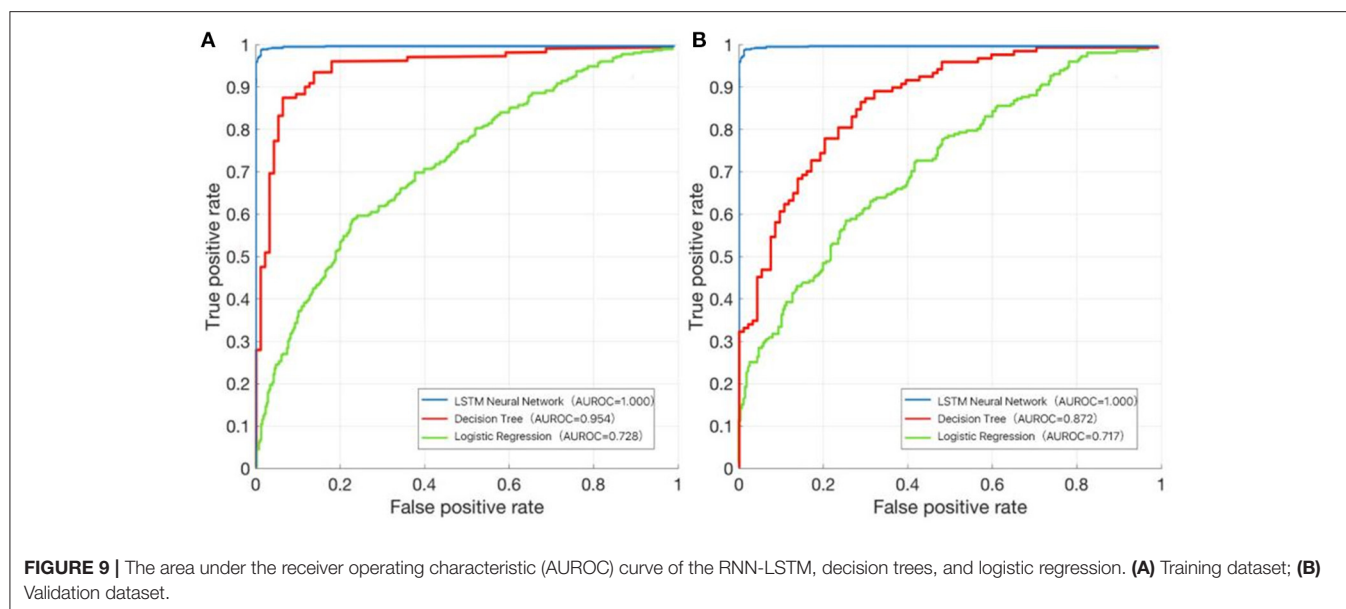 A
True positive rate
1
0.9
0.8
0.7
0.6
0.5
0.4
0.3
0.2
0.1
0
0 0.2 0.4 0.6 0.8 1
False positive rate
LSTM Neural Network（AUROC=1.000）
Decision Tree（AUROC=0.954）
Logistic Regression（AUROC=0.728）
B
True positive rate
1
0.9
0.8
0.7
0.6
0.5
0.4
0.3
0.2
0.1
0
0 0.2 0.4 0.6 0.8 1
False positive rate
LSTM Neural Network（AUROC=1.000）
Decision Tree（AUROC=0.872）
Logistic Regression（AUROC=0.717）
FIGURE 9 | The area under the receiver operating characteristic (AUROC) curve of the RNN-LSTM, decision trees, and logistic regression. (A) Training dataset; (B)
Validation dataset.